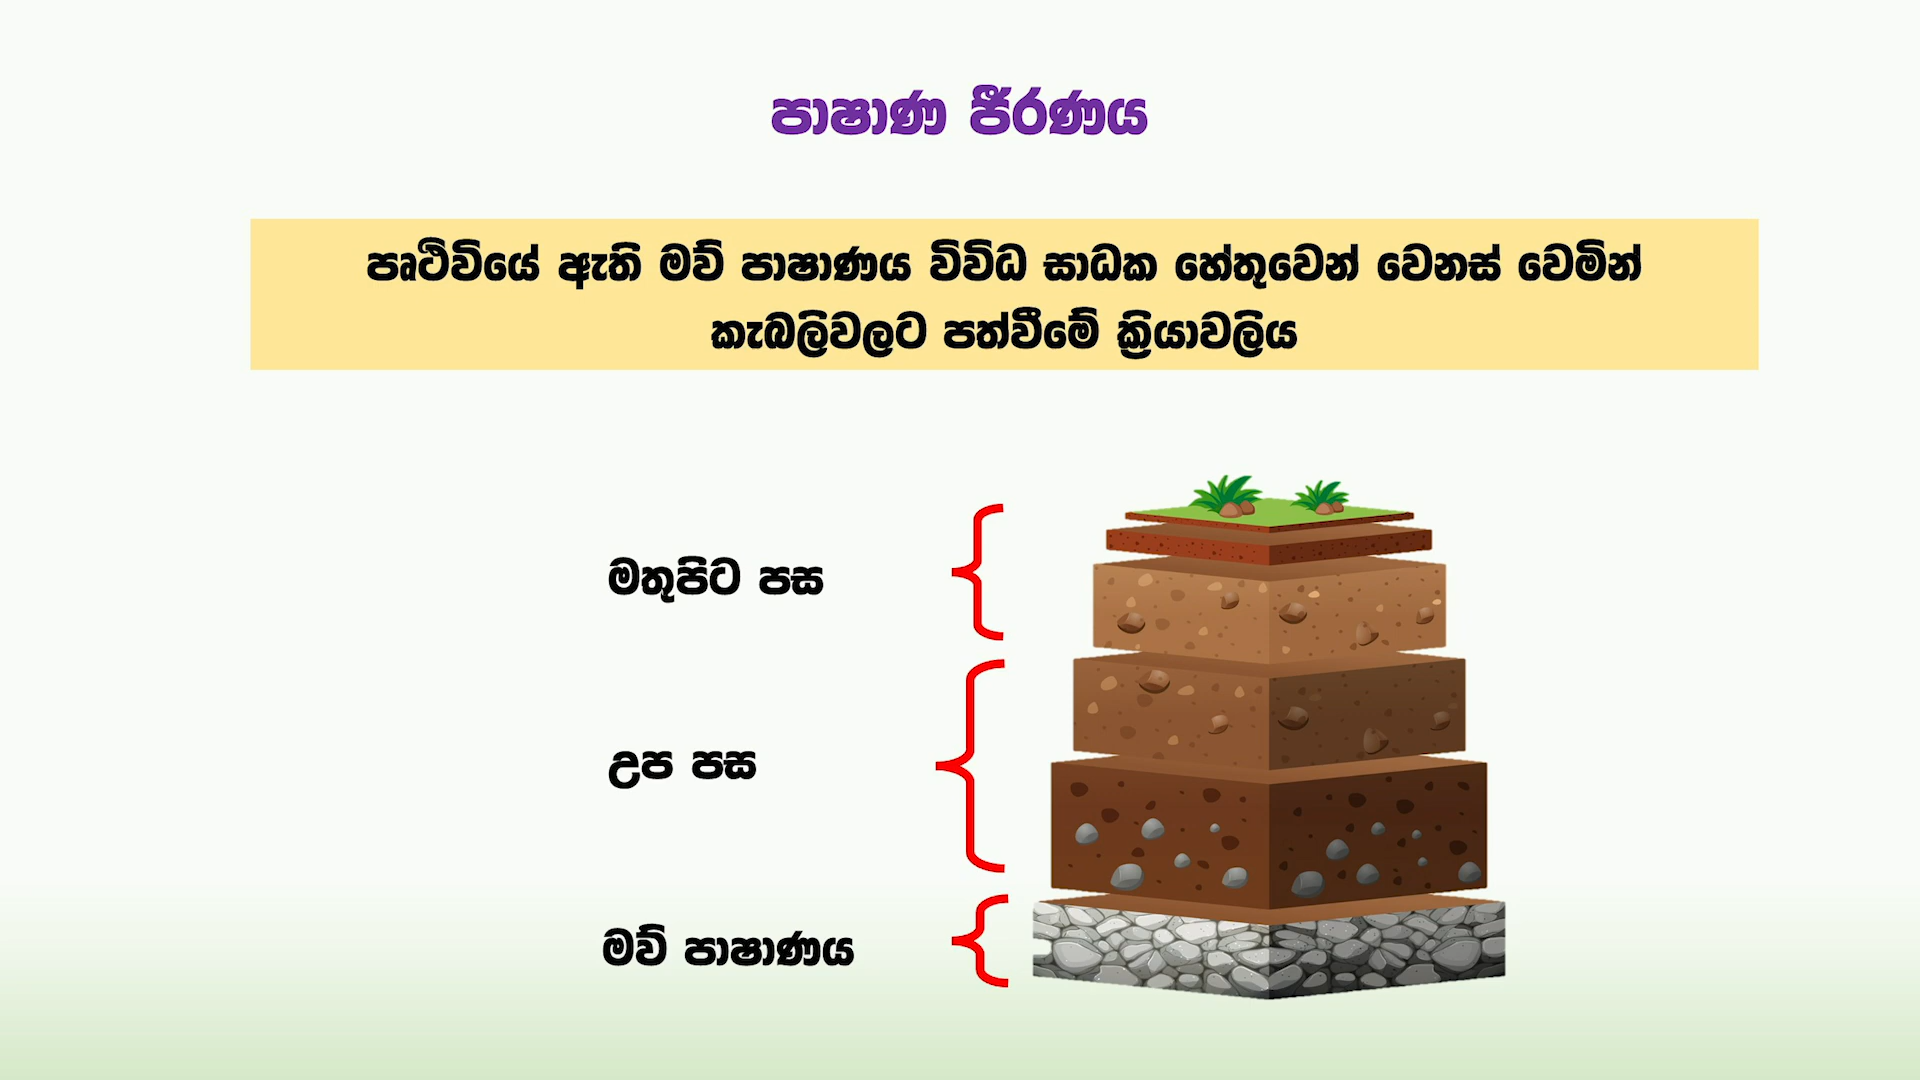 පාෂාණ ජීරණය
පෘථිවියේ ඇති මව් පාෂාණය විවිධ සාධක හේතුවෙන් වෙනස් වෙමින්
කැබලිවලට පත්වීමේ ක්‍රියාවලිය
මතුපිට පස
උප පස
මව් පාෂාණය